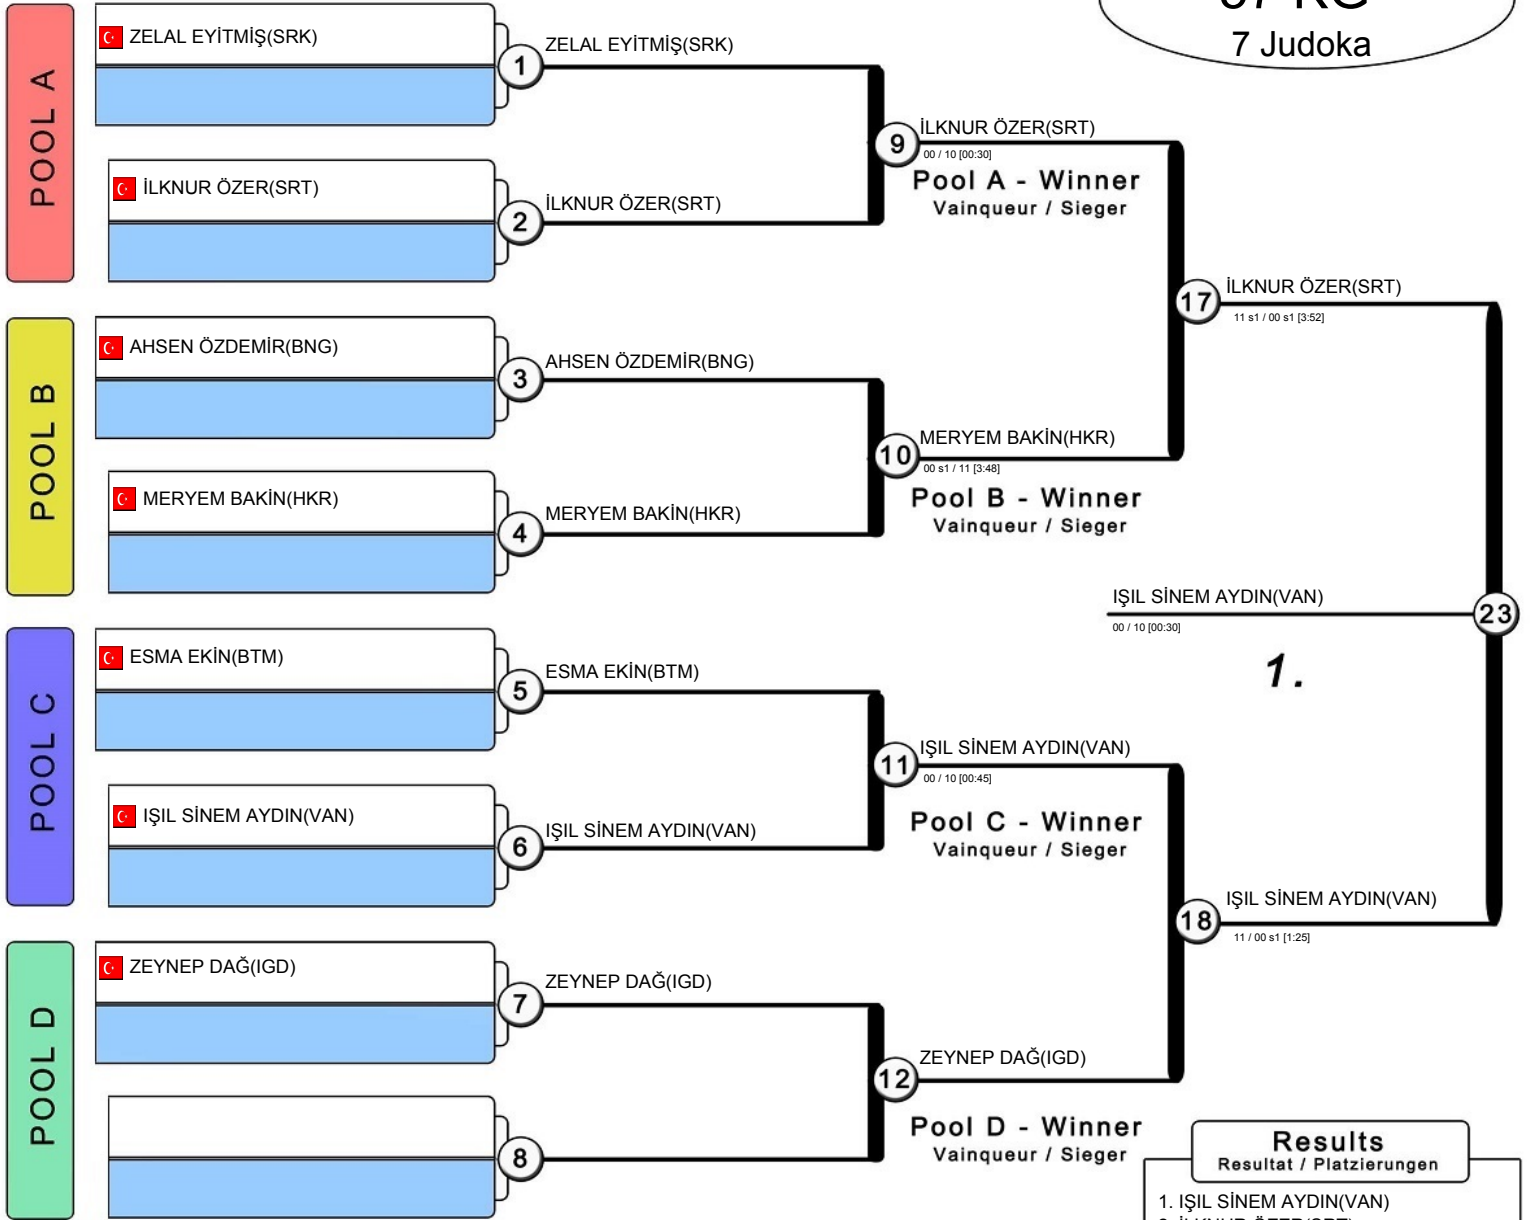 7 Judoka
POOL A
ZELAL EYİTMİŞ(SRK)
1
ZELAL EYİTMİŞ(SRK)
İLKNUR ÖZER(SRT)
2
İLKNUR ÖZER(SRT)
9
İLKNUR ÖZER(SRT)
00 / 10 [00:30]
Pool A - Winner
Vainqueur / Sieger
POOL B
AHSEN ÖZDEMİR(BNG)
3
AHSEN ÖZDEMİR(BNG)
MERYEM BAKİN(HKR)
4
MERYEM BAKİN(HKR)
10
MERYEM BAKİN(HKR)
00 s1 / 11 [3:48]
Pool B - Winner
Vainqueur / Sieger
17
İLKNUR ÖZER(SRT)
11 s1 / 00 s1 [3:52]
POOL C
ESMA EKİN(BTM)
5
ESMA EKİN(BTM)
IŞIL SİNEM AYDIN(VAN)
6
IŞIL SİNEM AYDIN(VAN)
11
IŞIL SİNEM AYDIN(VAN)
00 / 10 [00:45]
Pool C - Winner
Vainqueur / Sieger
POOL D
ZEYNEP DAĞ(IGD)
7
ZEYNEP DAĞ(IGD)
8
12
ZEYNEP DAĞ(IGD)
Pool D - Winner
Vainqueur / Sieger
18
IŞIL SİNEM AYDIN(VAN)
11 / 00 s1 [1:25]
IŞIL SİNEM AYDIN(VAN)
23
00 / 10 [00:30]
1.
Results
Resultat / Platzierungen
1. IŞIL SİNEM AYDIN(VAN)